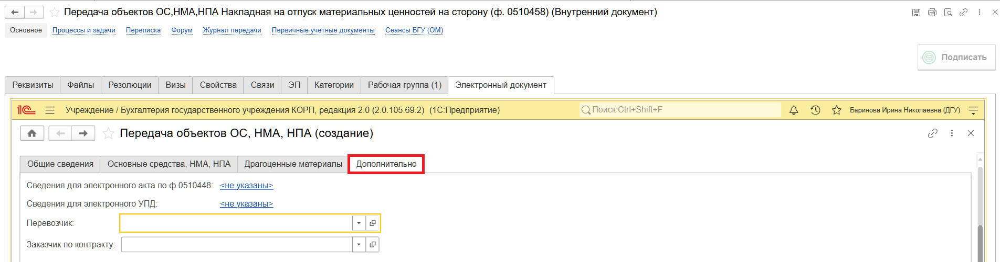 Передача объектов ОС,НМА,НПА Накладная на отпуск материальных ценностей на сторону (ф. 0510458) (Внутренний документ)
Основное Процессы и задачи Переписка Форум Журнал передачи Первичные учетные документы Сеансы БГУ (ОМ)
Подписать
Реквизиты Файлы Резолюции Визы Свойства Связи ЭП Категории Рабочая группа (1) Электронный документ
1С Учреждение / Бухгалтерия государственного учреждения КОРП, редакция 2.0 (2.0.105.69.2) (1С:Предприятие) Поиск Ctrl+Shift+F Баринова Ирина Николаевна (ДГУ)
Передача объектов ОС, НМА, НПА (создание)
Общие сведения Основные средства, НМА, НПА Драгоценные материалы Дополнительно
Сведения для электронного акта по ф.0510448: <не указаны>
Сведения для электронного УПД: <не указаны>
Перевозчик:
Заказчик по контракту: